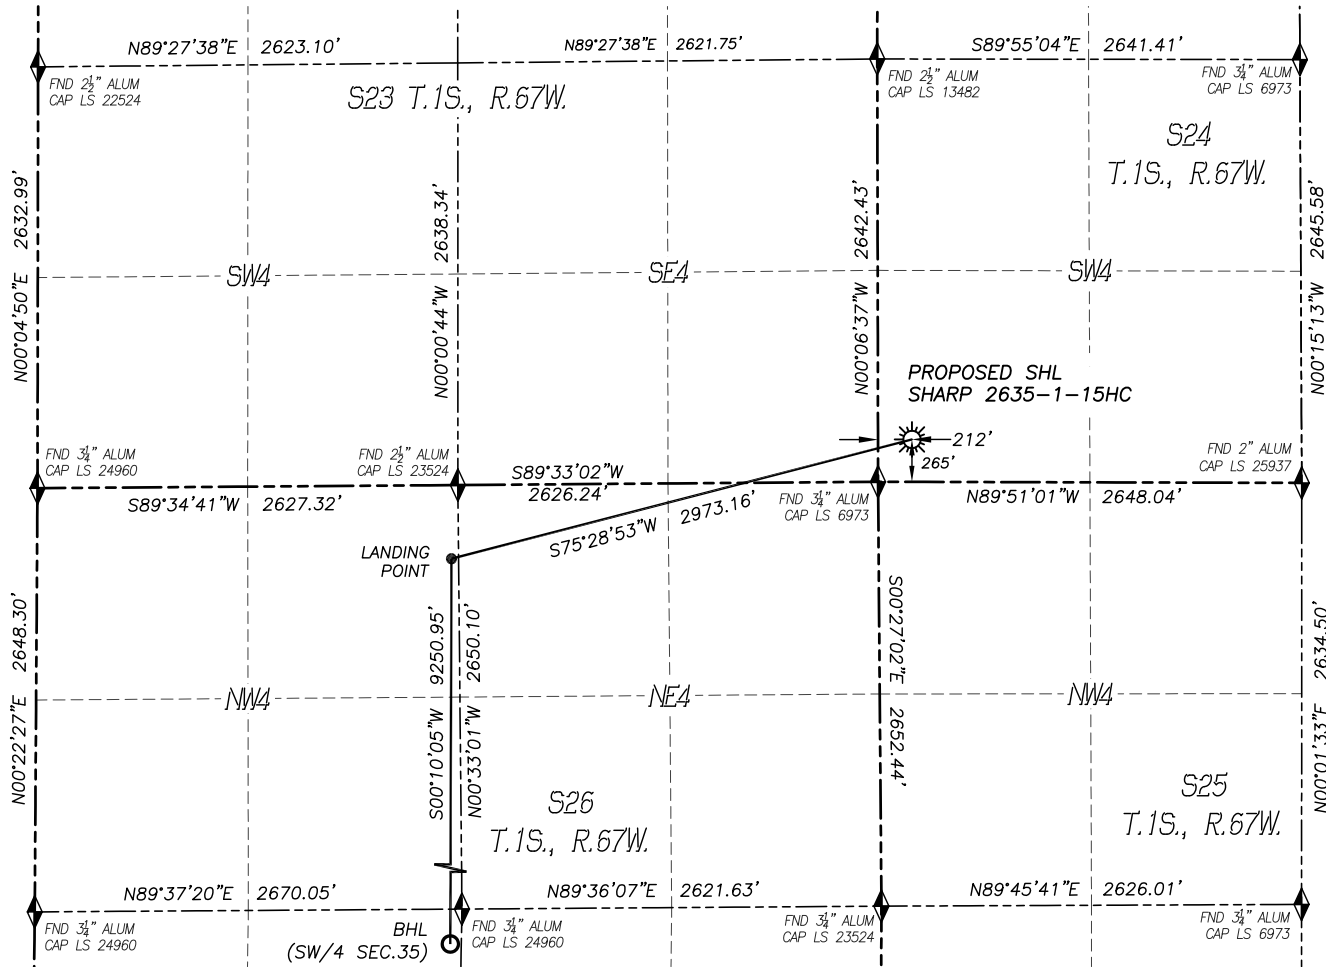 N89°27'38"E 2623.10'
N89°27'38"E 2621.75'
S89°55'04"E 2641.41'
FND 2½" ALUM
CAP LS 22524
FND 2½" ALUM
CAP LS 13482
FND 3¼" ALUM
CAP LS 6973
S23 T.1S., R.67W.
S24
T.1S., R.67W.
N00°04'50"E 2632.99'
N00°00'44"W 2638.34'
N00°06'37"W 2642.43'
N00°15'13"W 2645.58'
SW4
SE4
SW4
PROPOSED SHL
SHARP 2635-1-15HC
212'
265'
FND 3¼" ALUM
CAP LS 24960
FND 2½" ALUM
CAP LS 23524
FND 2" ALUM
CAP LS 25937
S89°34'41"W 2627.32'
S89°33'02"W
2626.24'
FND 3¼" ALUM
CAP LS 6973
N89°51'01"W 2648.04'
S75°28'53"W 2973.16'
LANDING
POINT
N00°22'27"E 2648.30'
S00°10'05"W 9250.95'
N00°33'01"W 2650.10'
S00°27'02"E 2652.44'
N00°01'33"E 2634.50'
NW4
NE4
NW4
S26
T.1S., R.67W.
S25
T.1S., R.67W.
N89°37'20"E 2670.05'
N89°36'07"E 2621.63'
N89°45'41"E 2626.01'
FND 3¼" ALUM
CAP LS 24960
BHL
(SW/4 SEC.35)
FND 3¼" ALUM
CAP LS 24960
FND 3¼" ALUM
CAP LS 23524
FND 3¼" ALUM
CAP LS 6973